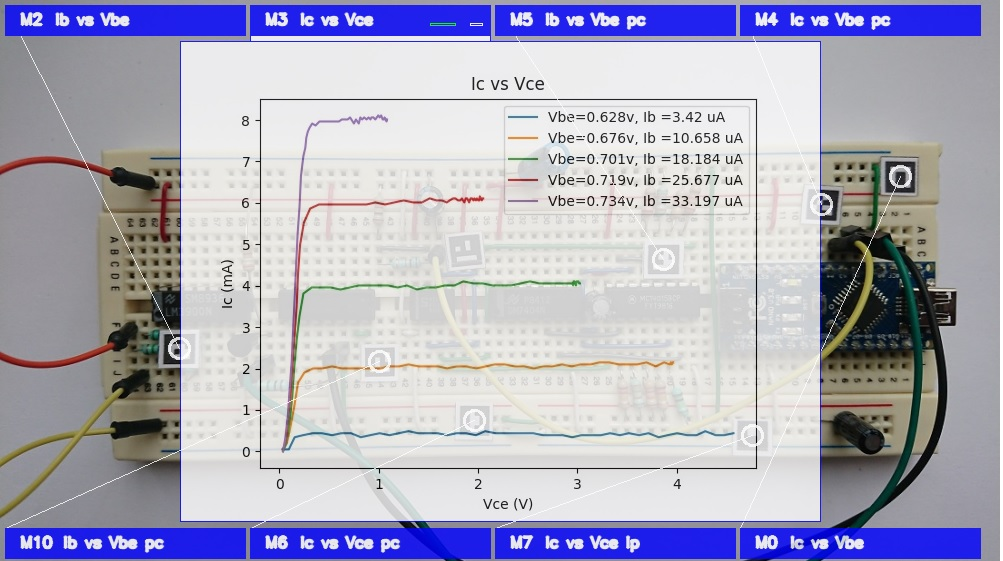 M2 Ib vs Vbe
M3 Ic vs Vce
M5 Ib vs Vbe pc
M4 Ic vs Vbe pc
Ic vs Vce
Vbe=0.628v, Ib =3.42 uA
Vbe=0.676v, Ib =10.658 uA
Vbe=0.701v, Ib =18.184 uA
Vbe=0.719v, Ib =25.677 uA
Vbe=0.734v, Ib =33.197 uA
8
7
6
5
4
3
2
1
0
Ic (mA)
0 1 2 3 4
Vce (V)
M10 Ib vs Vbe pc
M6 Ic vs Vce pc
M7 Ic vs Vce lp
M0 Ic vs Vbe